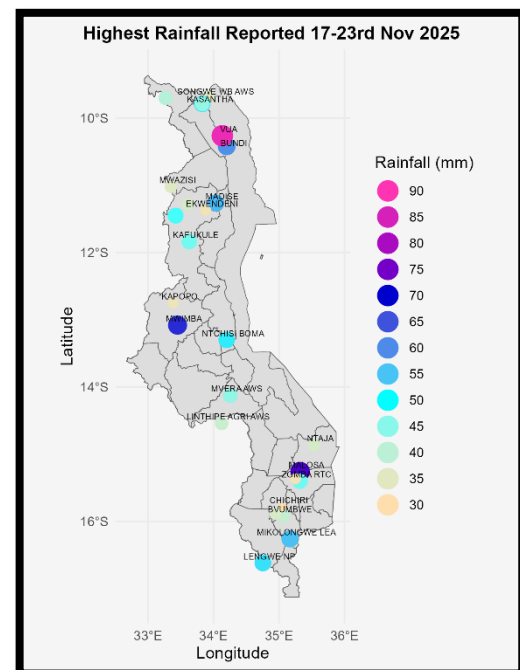 Highest Rainfall Reported 17-23rd Nov 2025
SONGWE WB AWS
KASANTHA
10°S
VUA
BUNDI
Rainfall (mm)
MWAZISI
90
MADISE
EKWENDENI
85
KAFUKULE
80
12°S
75
KAPOPO
70
MWIMBA
65
NTCHISI BOMA
60
Latitude
55
14°S
MVERA AWS
50
LINTHIPE AGRI AWS
45
NTAJA
40
MALOSA
ZOMBA RTC
35
CHICHIRI
30
BVUMBWE
16°S
MIKOLONGWE LEA
LENGWE NP
33°E 34°E 35°E 36°E
Longitude